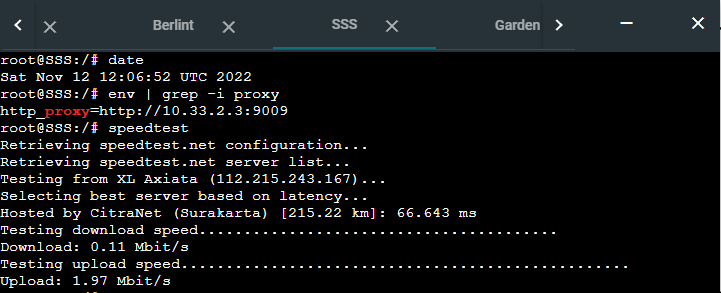 Berlint
SSS
Garden
root@SSS:/# date
Sat Nov 12 12:06:52 UTC 2022
root@SSS:/# env | grep -i proxy
http_proxy=http://10.33.2.3:9009
root@SSS:/# speedtest
Retrieving speedtest.net configuration...
Retrieving speedtest.net server list...
Testing from XL Axiata (112.215.243.167)...
Selecting best server based on latency...
Hosted by CitraNet (Surakarta) [215.22 km]: 66.643 ms
Testing download speed........................................
Download: 0.11 Mbit/s
Testing upload speed..................................................
Upload: 1.97 Mbit/s